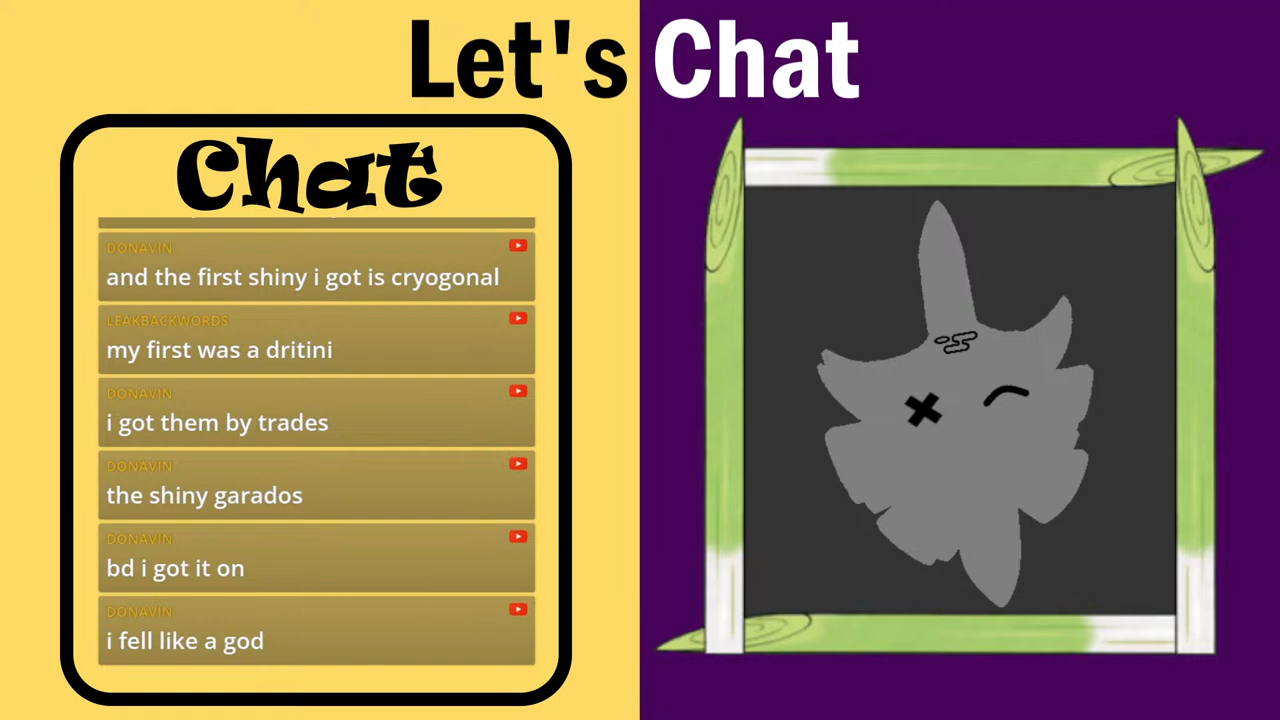 Let's Chat
Chat
DONAVIN
and the first shiny i got is cryogonal
LEAKBACKWORDS
my first was a dritini
DONAVIN
i got them by trades
DONAVIN
the shiny garados
DONAVIN
bd i got it on
DONAVIN
i fell like a god